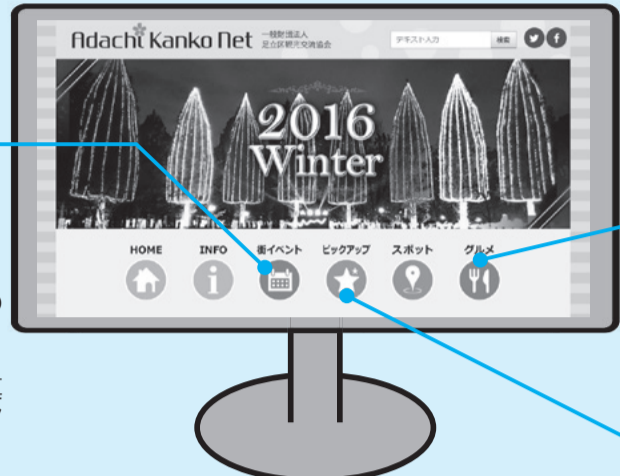 Adachi Kanko Net
一般財団法人
足立区観光交流協会
テキスト入力
検索
2016
Winter
HOME
INFO
街イベント
ピックアップ
スポット
グルメ